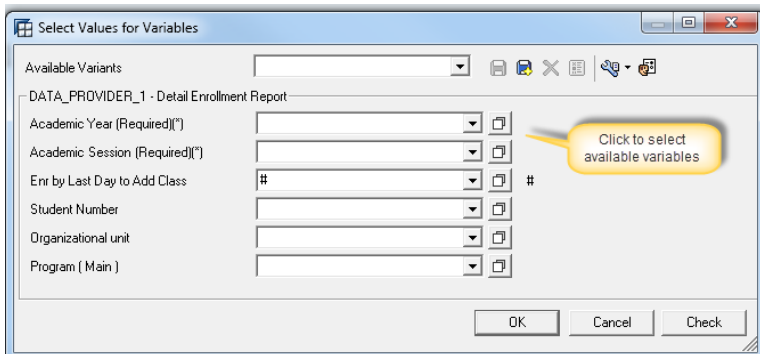 Select Values for Variables
Available Variants
DATA_PROVIDER_1 - Detail Enrollment Report
Academic Year (Required)(*)
Academic Session (Required)(*)
Click to select
available variables
Enr by Last Day to Add Class # #
Student Number
Organizational unit
Program ( Main )
OK Cancel Check